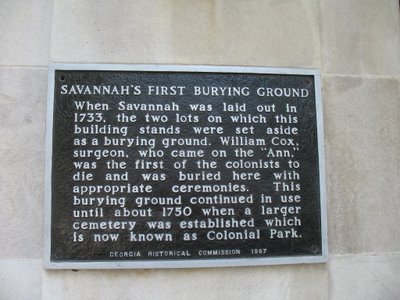 SAVANNAH'S FIRST BURYING GROUND
When Savannah was laid out in
1733, the two lots on which this
building stands were set aside
as a burying ground. William Cox,
surgeon, who came on the "Ann,"
was the first of the colonists to
die and was buried here with
appropriate ceremonies. This
burying ground continued in use
until about 1750 when a larger
cemetery was established which
is now known as Colonial Park.
GEORGIA HISTORICAL COMMISSION 1967